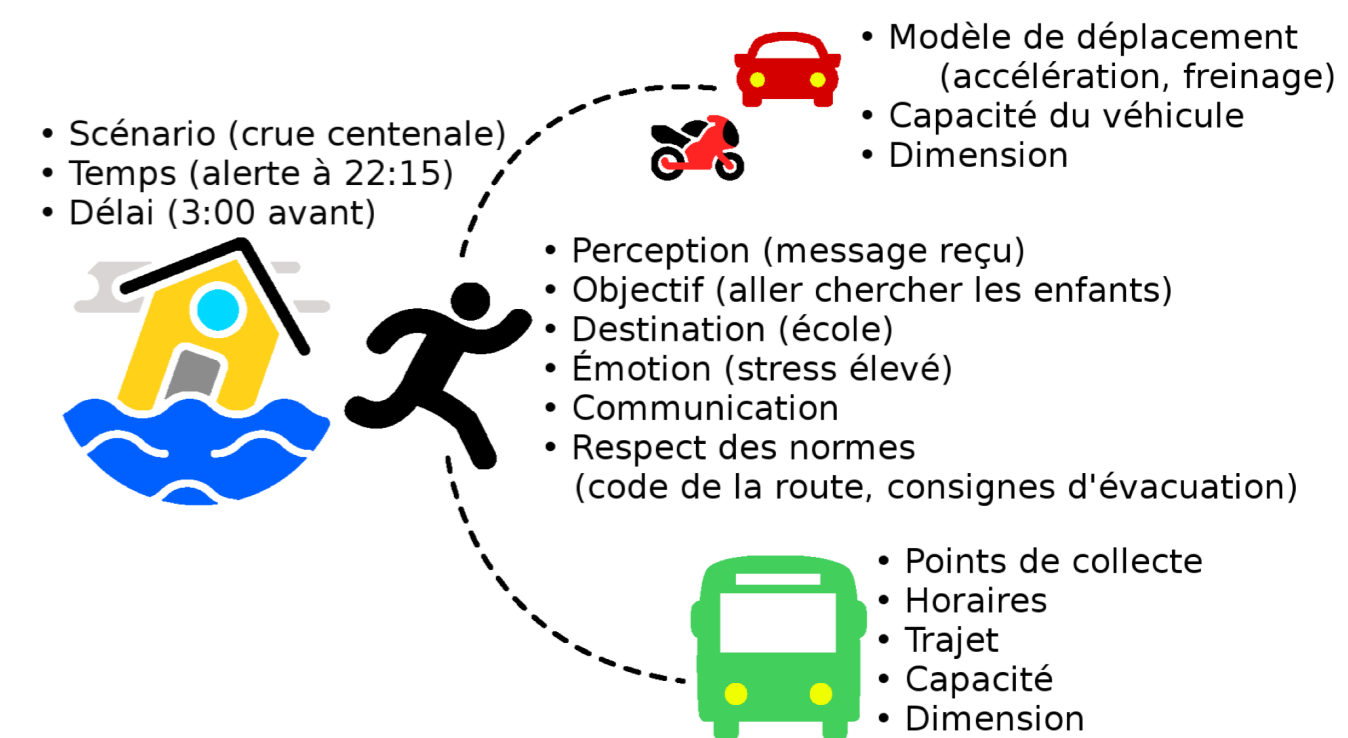 • Scénario (crue centenale)
• Temps (alerte à 22:15)
• Délai (3:00 avant)
• Modèle de déplacement
(accélération, freinage)
• Capacité du véhicule
• Dimension
• Perception (message reçu)
• Objectif (aller chercher les enfants)
• Destination (école)
• Émotion (stress élevé)
• Communication
• Respect des normes
(code de la route, consignes d'évacuation)
• Points de collecte
• Horaires
• Trajet
• Capacité
• Dimension